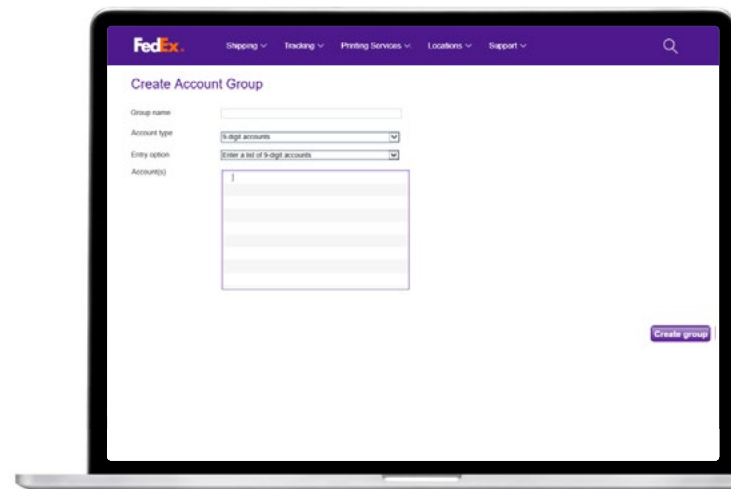 FedEx.
Shipping Tracking Printing Services Locations Support
Create Account Group
Group name
Account type 9-digit accounts
Entry option Enter a list of 9-digit accounts
Account(s)
Create group